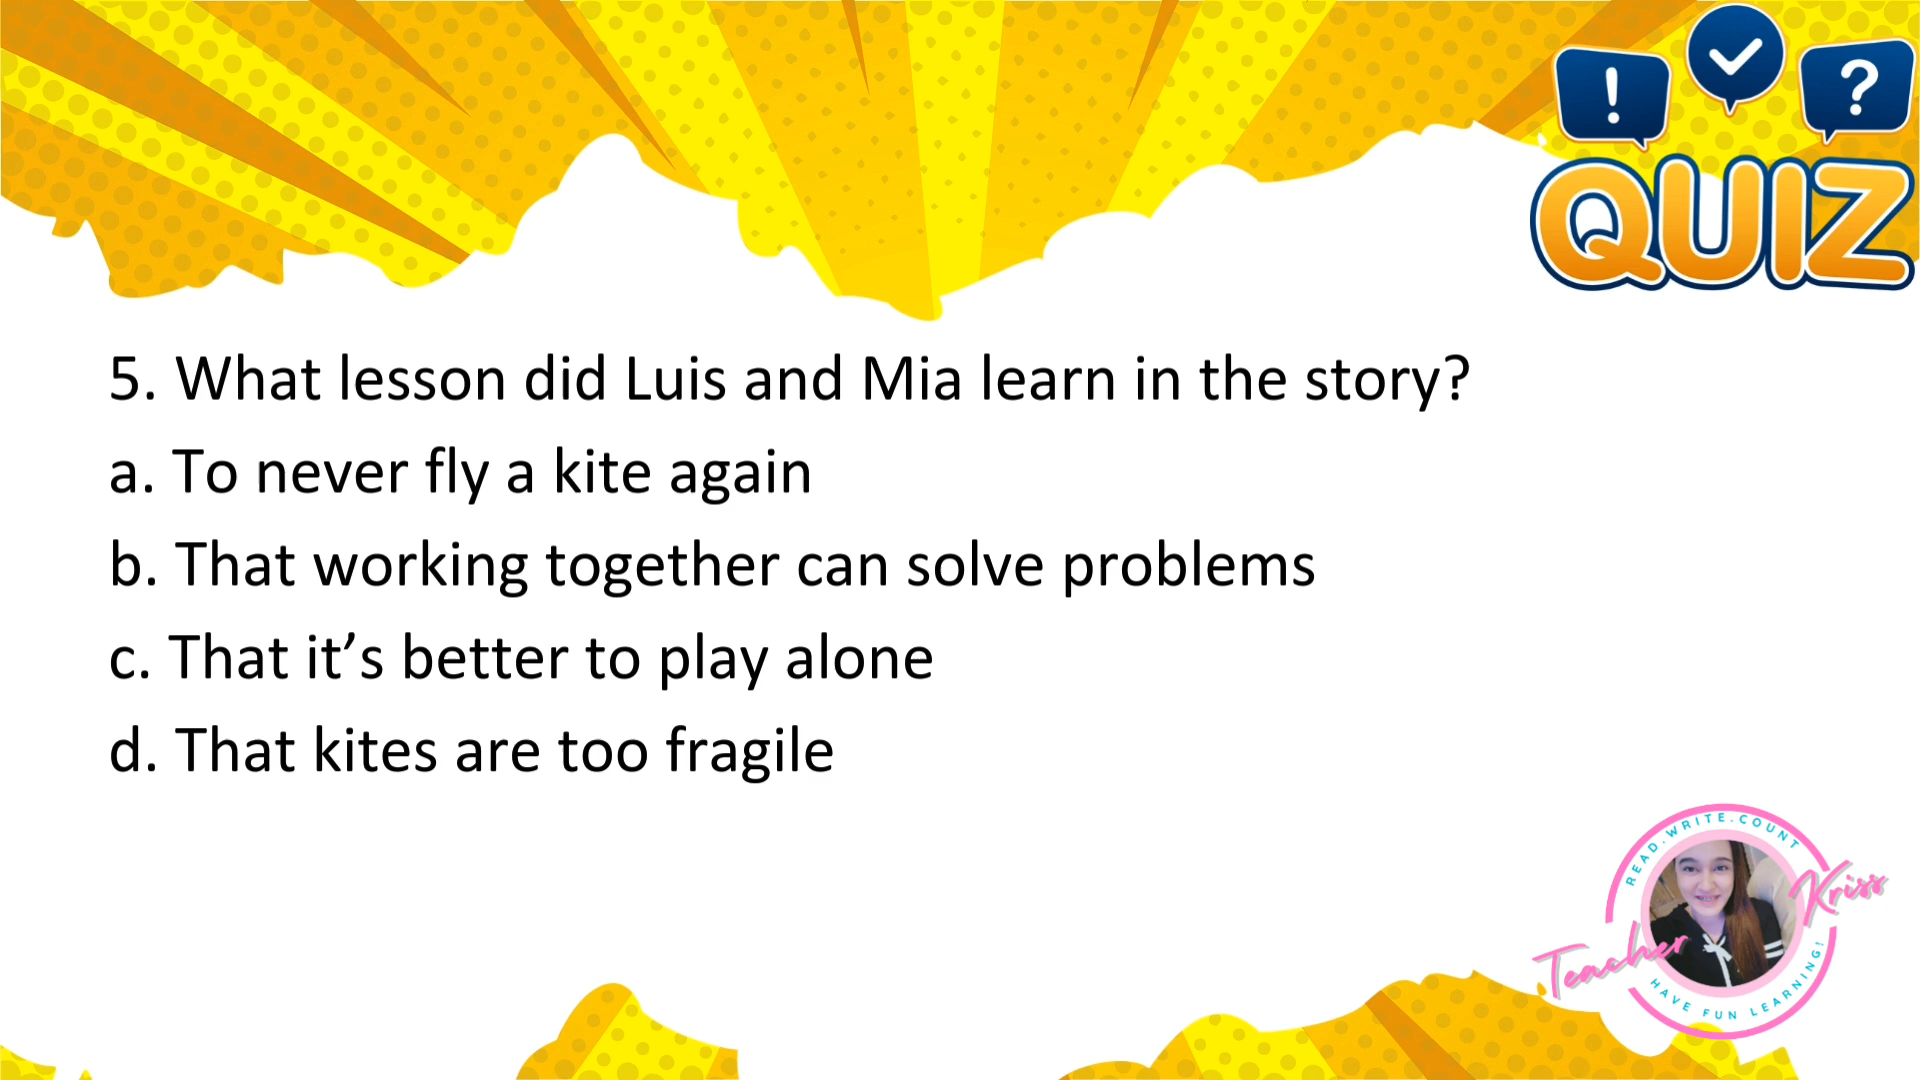 ! ?
QUIZ
5. What lesson did Luis and Mia learn in the story?
a. To never fly a kite again
b. That working together can solve problems
c. That it’s better to play alone
d. That kites are too fragile
READ.WRITE.COUNT
Teacher Kriss
HAVE FUN LEARNING!